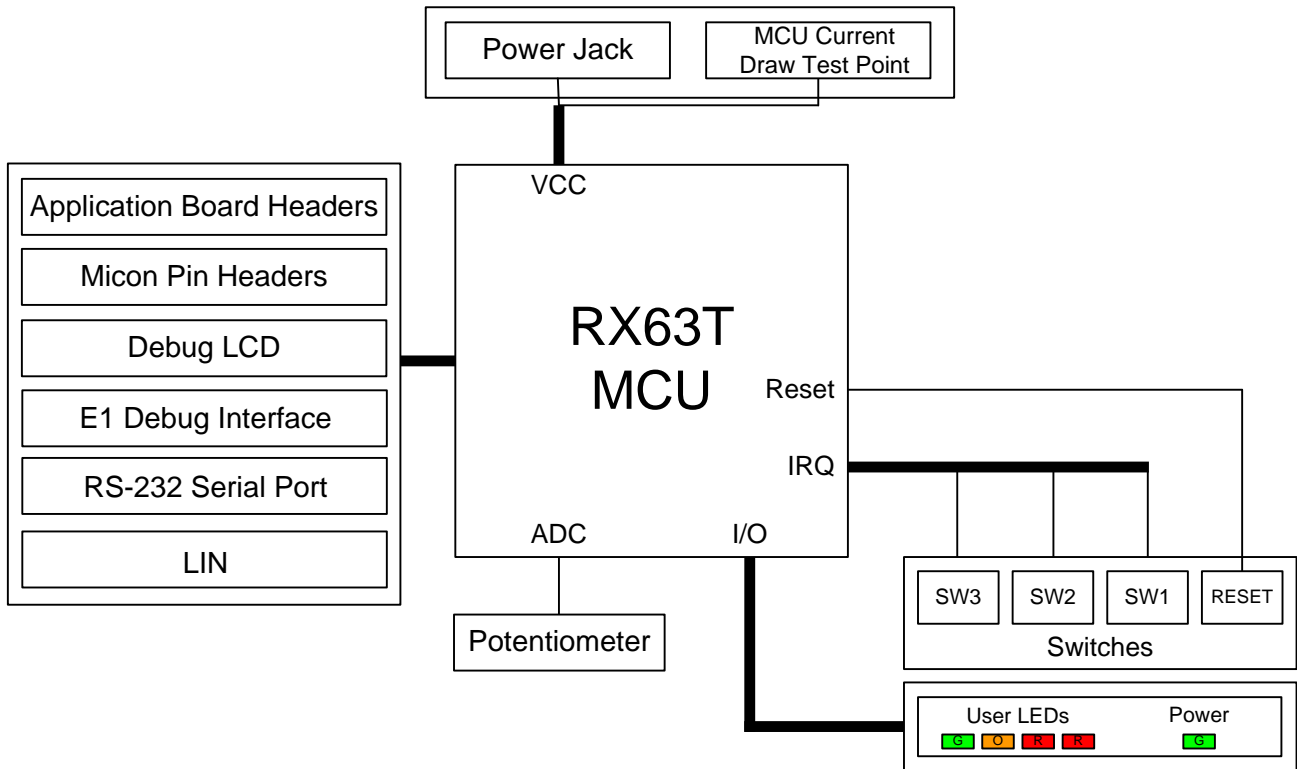 Power Jack
MCU Current
Draw Test Point
Application Board Headers
Micon Pin Headers
Debug LCD
E1 Debug Interface
RS-232 Serial Port
LIN
VCC
RX63T
MCU
Reset
IRQ
ADC
I/O
Potentiometer
SW3
SW2
SW1
RESET
Switches
User LEDs
Power
G
O
R
R
G